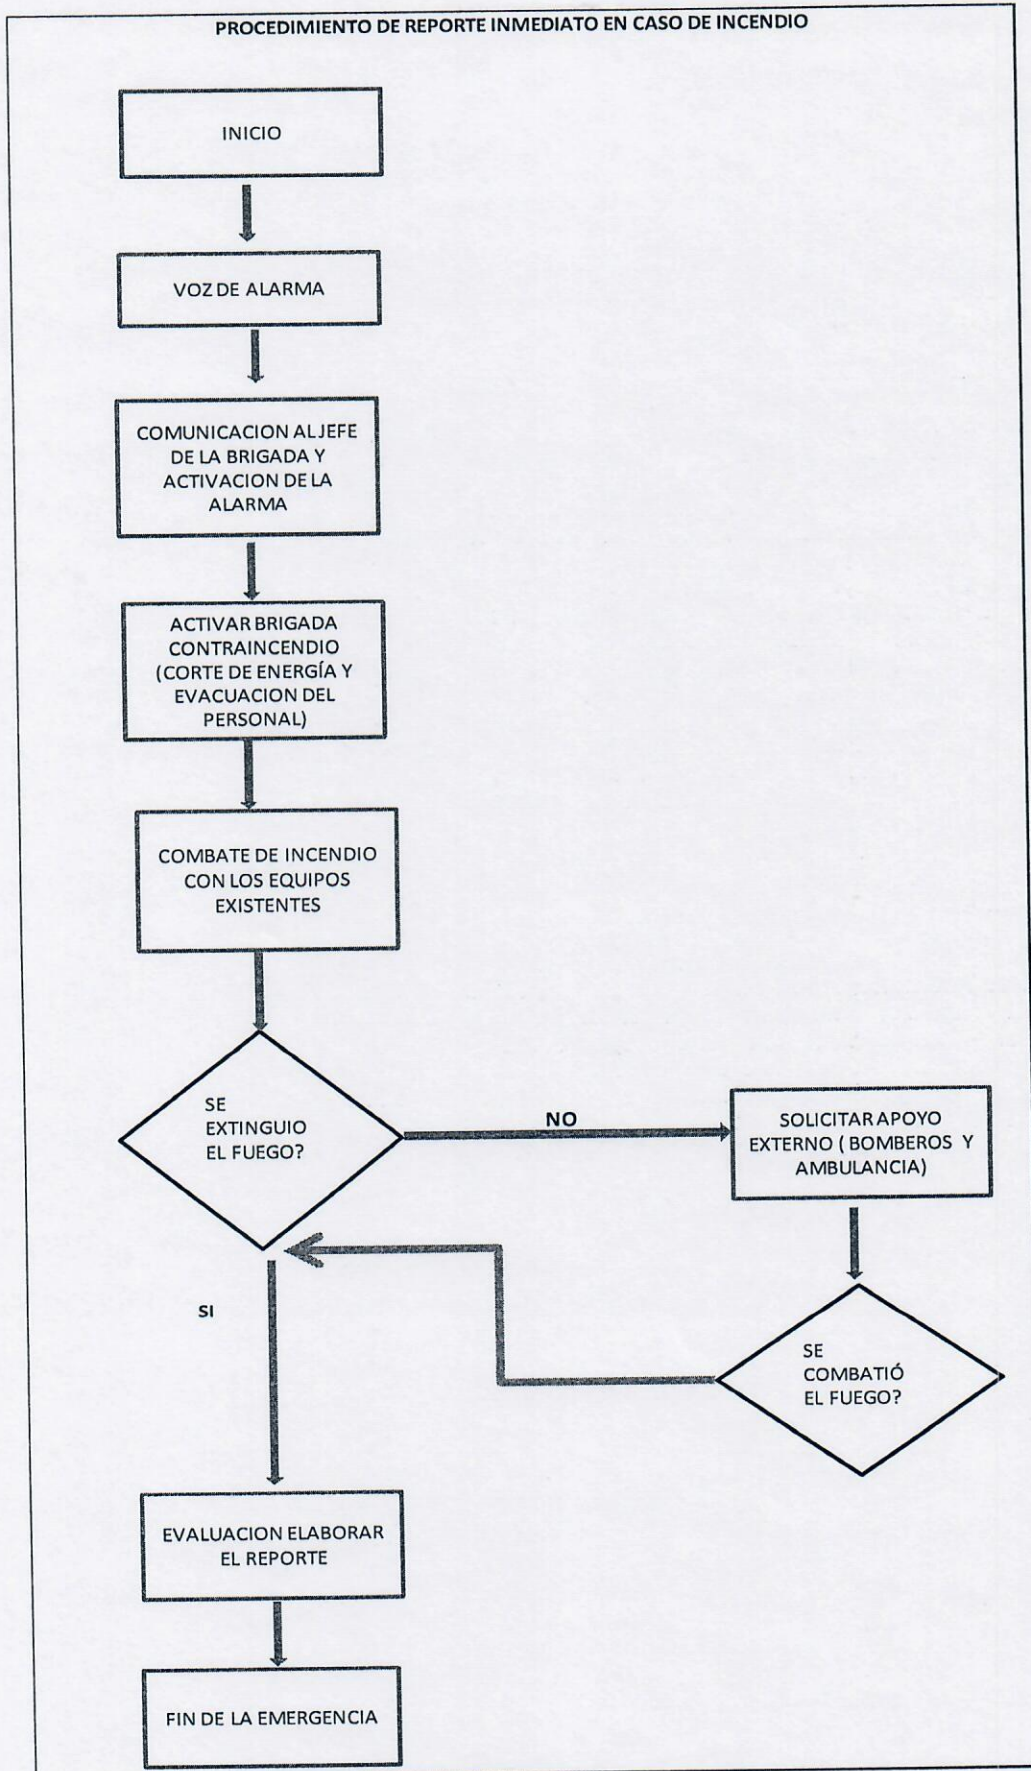 PROCEDIMIENTO DE REPORTE INMEDIATO EN CASO DE INCENDIO
INICIO
VOZ DE ALARMA
COMUNICACION AL JEFE
DE LA BRIGADA Y
ACTIVACION DE LA
ALARMA
ACTIVAR BRIGADA
CONTRAINCENDIO
(CORTE DE ENERGÍA Y
EVACUACION DEL
PERSONAL)
COMBATE DE INCENDIO
CON LOS EQUIPOS
EXISTENTES
SE
EXTINGUIO
EL FUEGO?
NO
SOLICITAR APOYO
EXTERNO ( BOMBEROS Y
AMBULANCIA)
SI
SE
COMBATIÓ
EL FUEGO?
EVALUACION ELABORAR
EL REPORTE
FIN DE LA EMERGENCIA